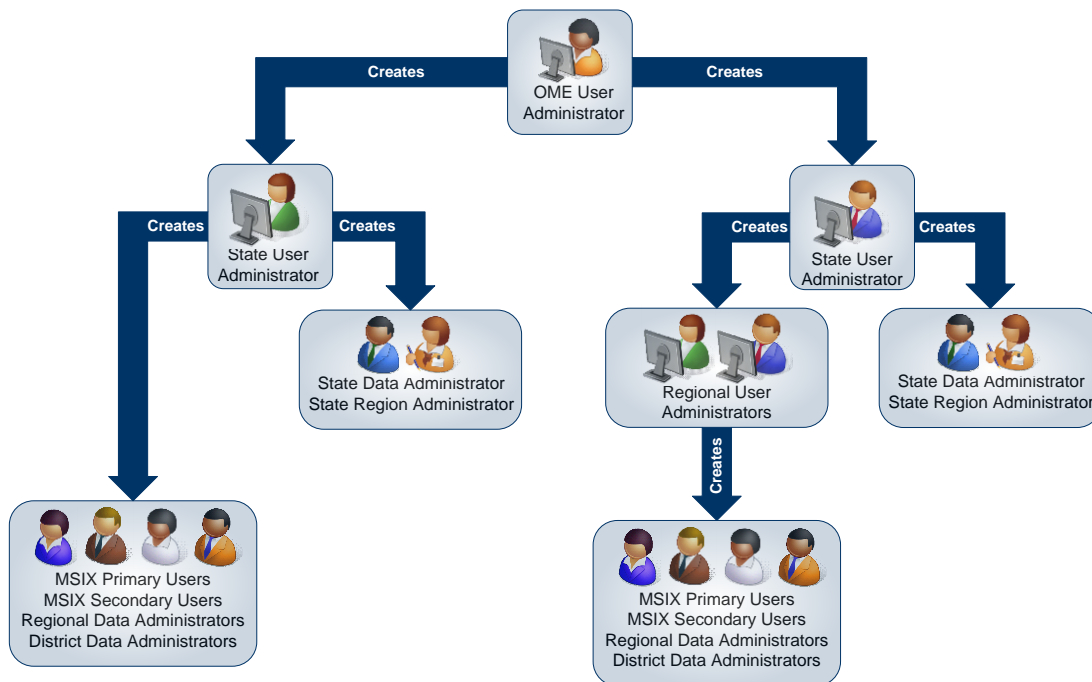 Creates
Creates
OME User
Administrator
Creates
Creates
State User
Administrator
Creates
Creates
State User
Administrator
State Data Administrator
State Region Administrator
Regional User
Administrators
State Data Administrator
State Region Administrator
Creates
MSIX Primary Users
MSIX Secondary Users
Regional Data Administrators
District Data Administrators
MSIX Primary Users
MSIX Secondary Users
Regional Data Administrators
District Data Administrators